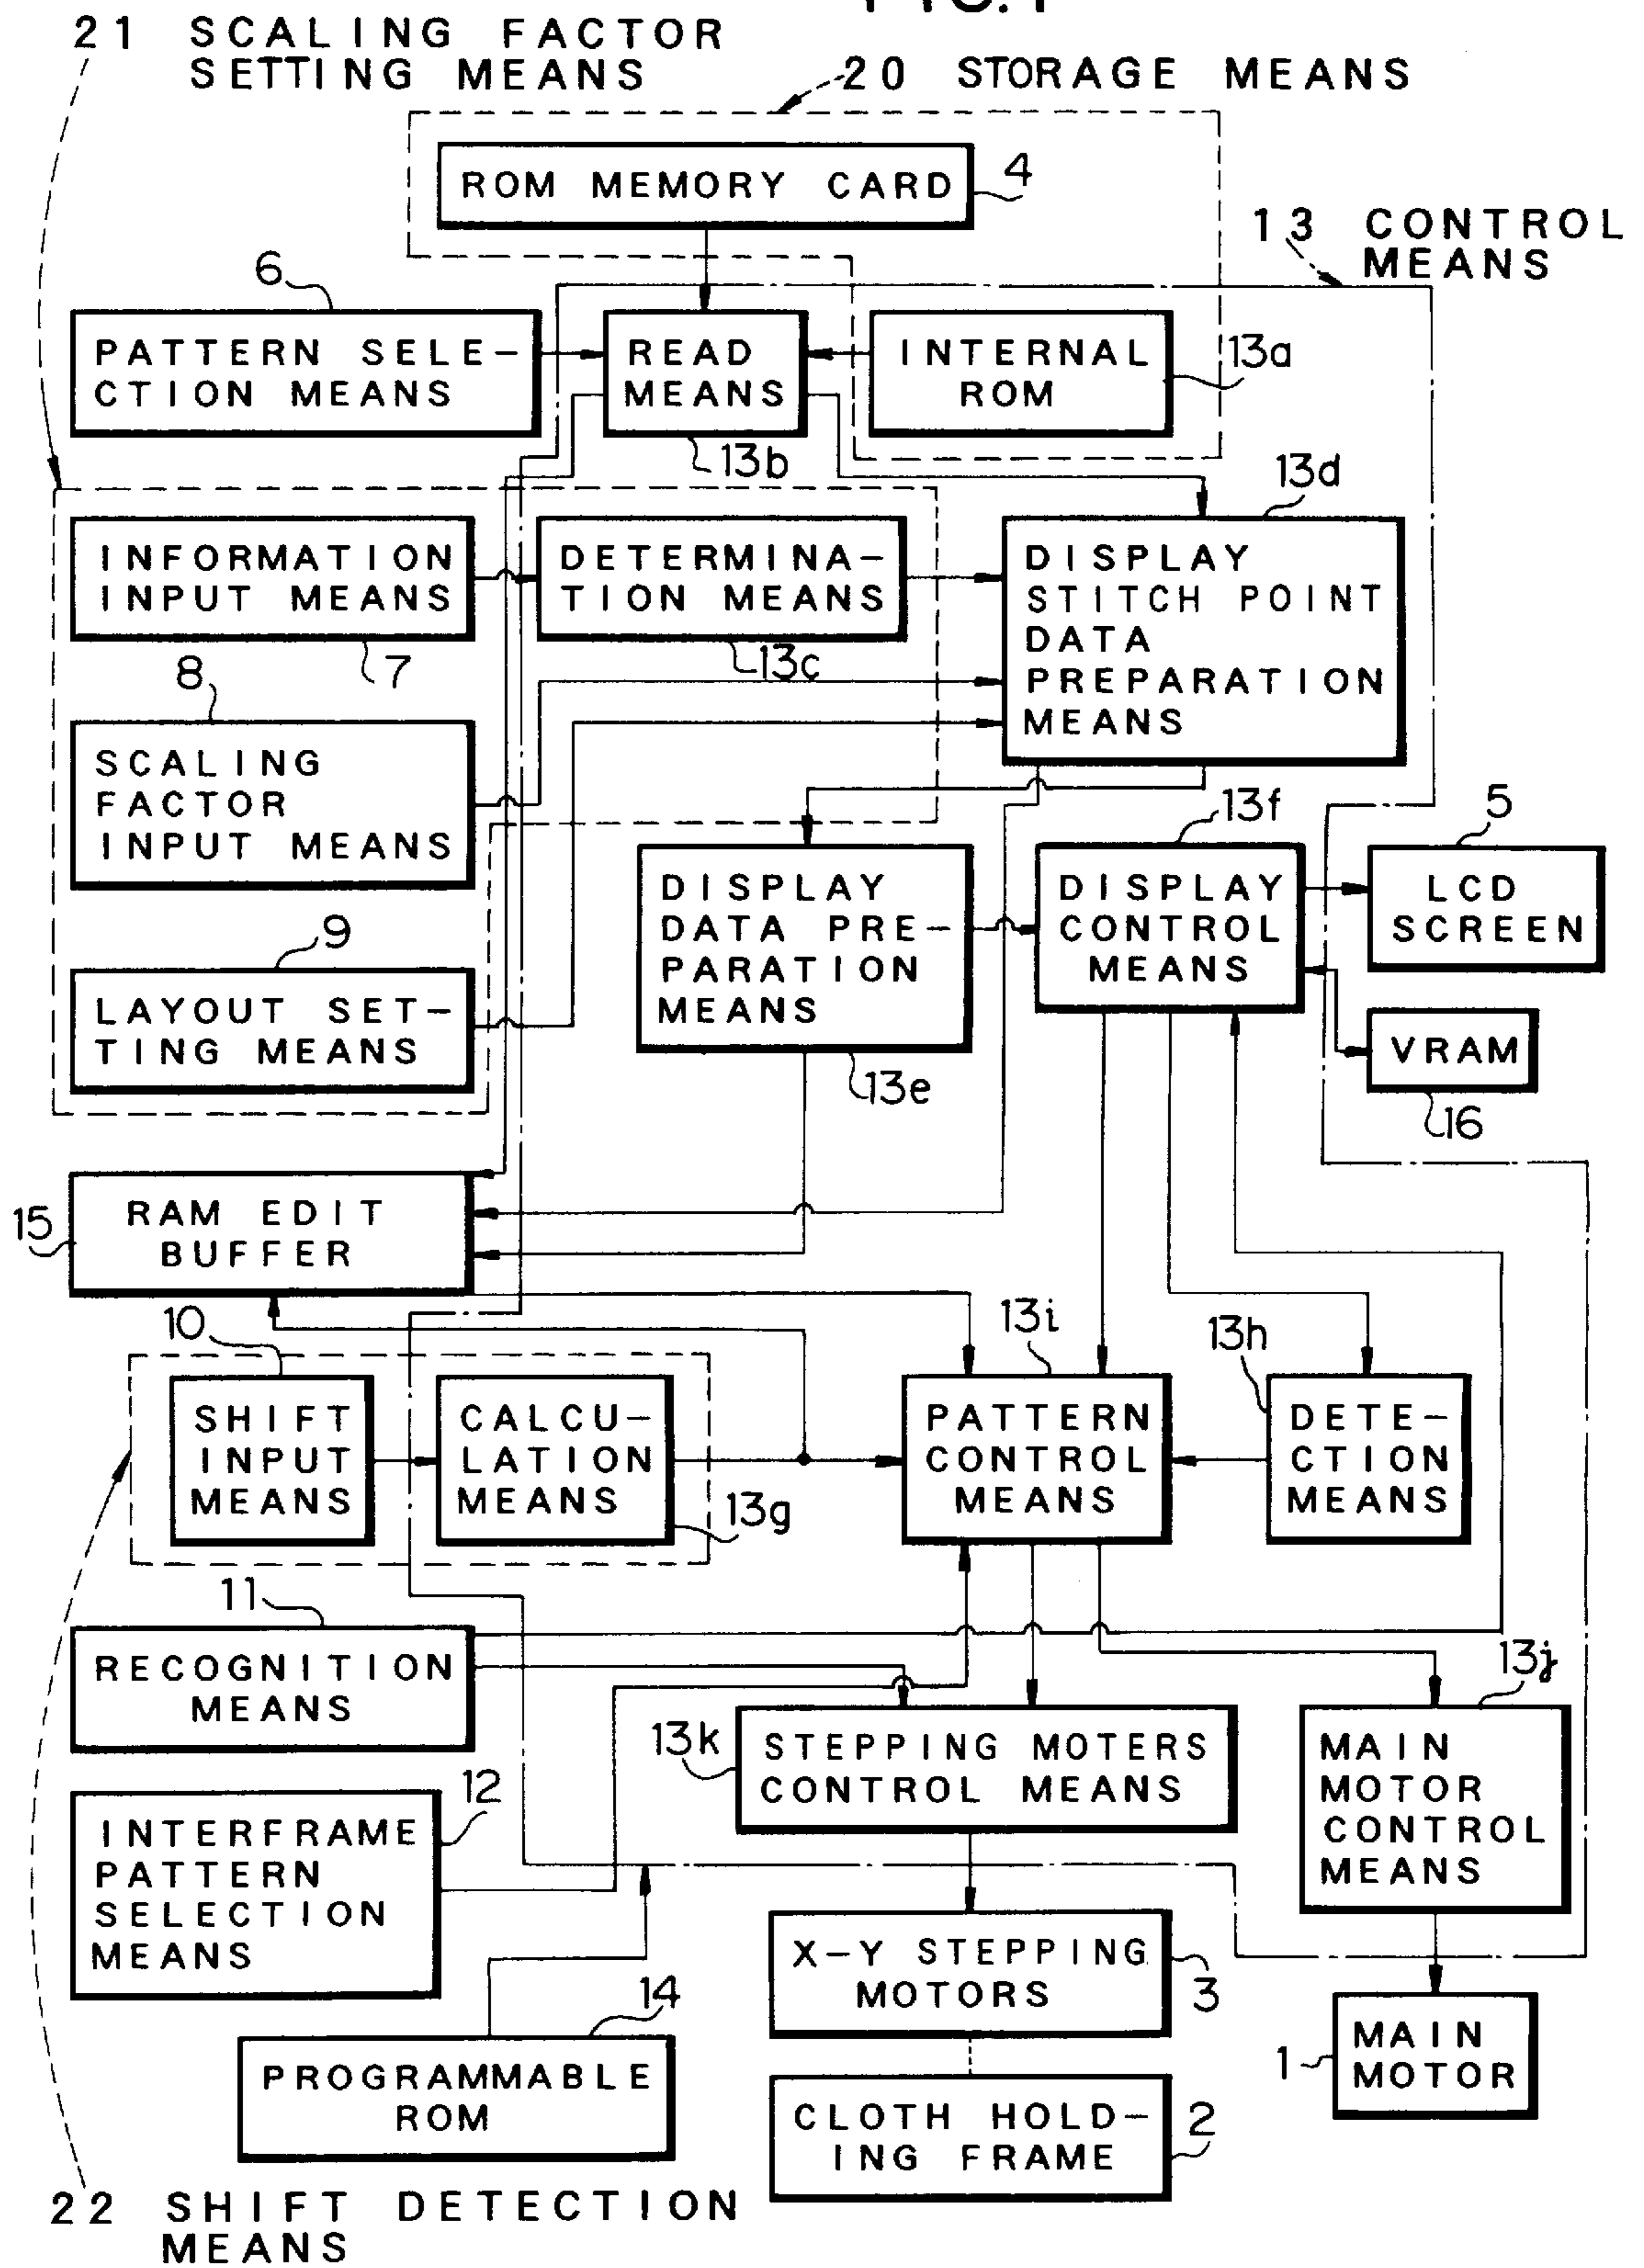 FIG.1
21 SCALING FACTOR
SETTING MEANS
20 STORAGE MEANS
ROM MEMORY CARD
4
13 CONTROL
MEANS
6
PATTERN SELE-
CTION MEANS
READ
MEANS
13b
INTERNAL
ROM
13a
13d
INFORMATION
INPUT MEANS
7
DETERMINA-
TION MEANS
13c
DISPLAY
STITCH POINT
DATA
PREPARATION
MEANS
8
SCALING
FACTOR
INPUT MEANS
13f
5
DISPLAY
DATA PRE-
PARATION
MEANS
13e
DISPLAY
CONTROL
MEANS
LCD
SCREEN
9
LAYOUT SET-
TING MEANS
VRAM
16
15
RAM EDIT
BUFFER
10
13i
13h
SHIFT
INPUT
MEANS
CALCU-
LATION
MEANS
13g
PATTERN
CONTROL
MEANS
DETE-
CTION
MEANS
11
RECOGNITION
MEANS
13j
13k
STEPPING MOTERS
CONTROL MEANS
MAIN
MOTOR
CONTROL
MEANS
12
INTERFRAME
PATTERN
SELECTION
MEANS
X-Y STEPPING
MOTORS
3
14
PROGRAMMABLE
ROM
1
MAIN
MOTOR
CLOTH HOLD-
ING FRAME
2
22 SHIFT DETECTION
MEANS